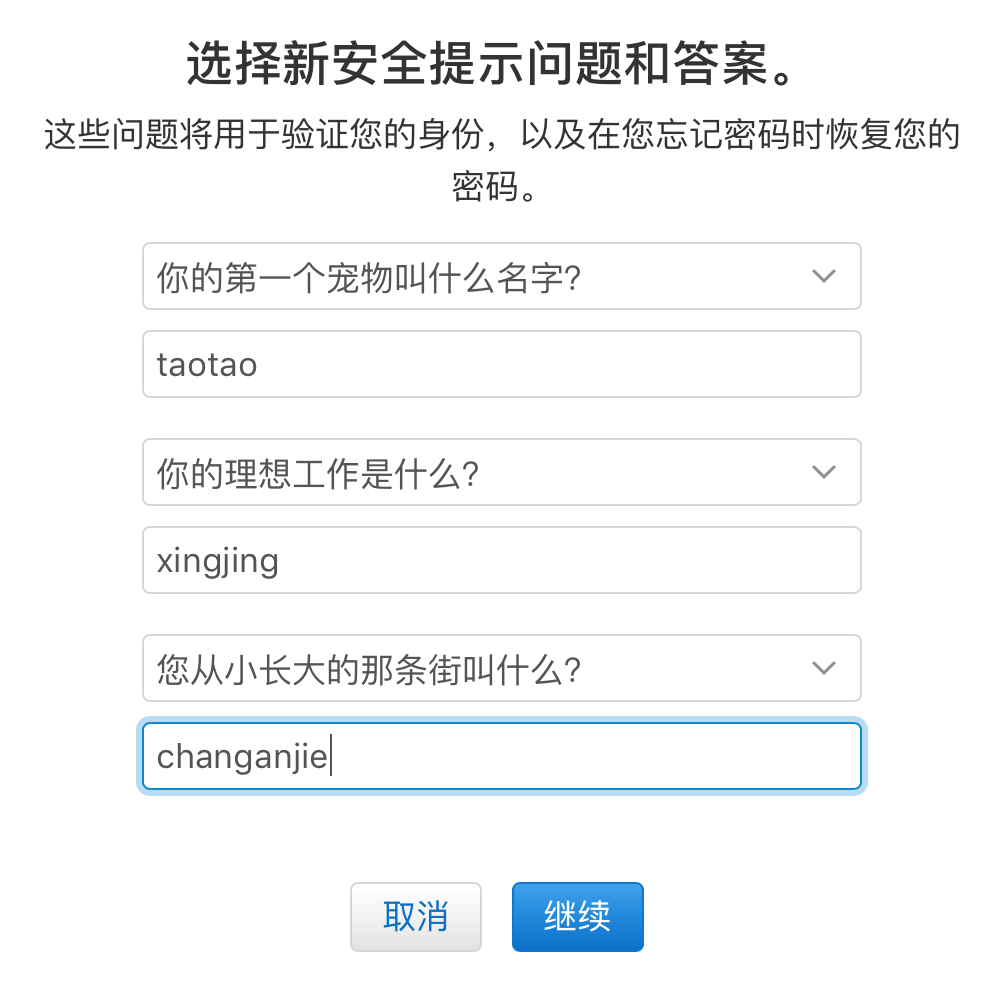 选择新安全提示问题和答案。
这些问题将用于验证您的身份，以及在您忘记密码时恢复您的
密码。
你的第一个宠物叫什么名字?
taotao
你的理想工作是什么?
xingjing
您从小长大的那条街叫什么?
changanjie
取消 继续